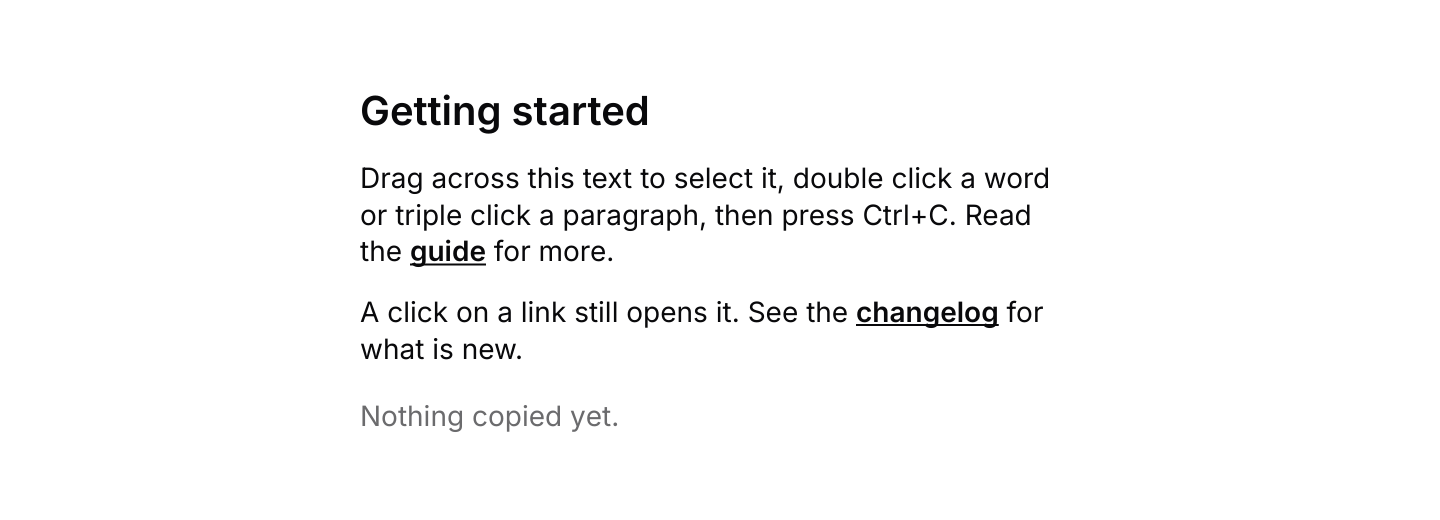 Getting started
Drag across this text to select it, double click a word
or triple click a paragraph, then press Ctrl+C. Read
the guide for more.
A click on a link still opens it. See the changelog for
what is new.
Nothing copied yet.